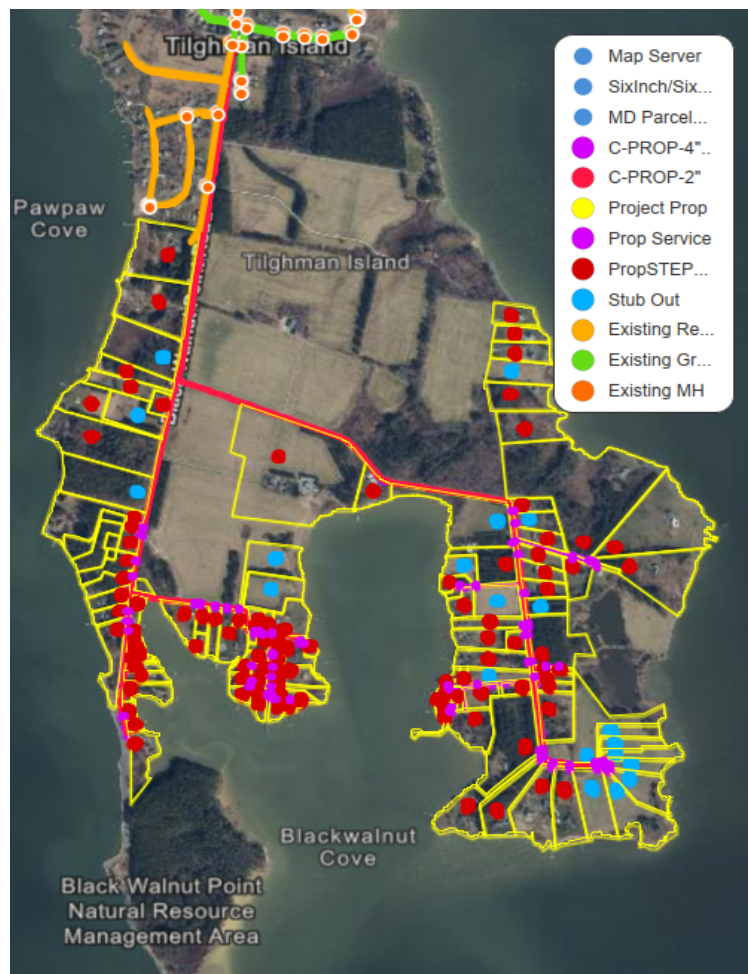 Tilghman Island
Map Server
SixInch/Six...
MD Parcel...
C-PROP-4"..
C-PROP-2"
Project Prop
Prop Service
PropSTEP...
Stub Out
Existing Re...
Existing Gr...
Existing MH
Pawpaw
Cove
Tilghman Island
Blackwalnut
Cove
Black Walnut Point
Natural Resource
Management Area